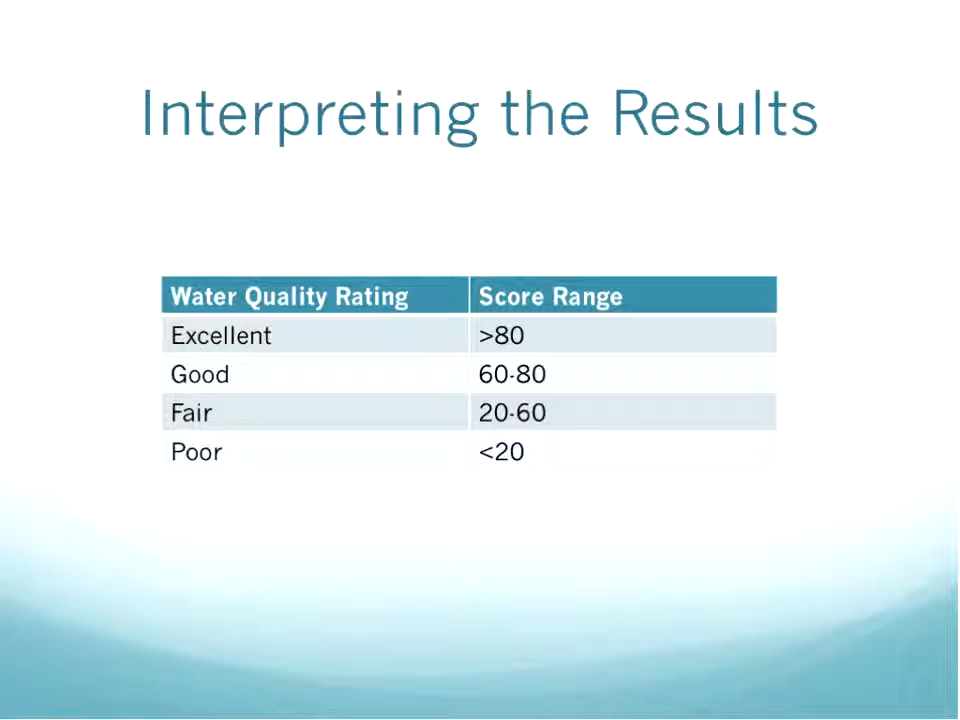 Interpreting the Results
Water Quality Rating Score Range
Excellent >80
Good 60-80
Fair 20-60
Poor <20